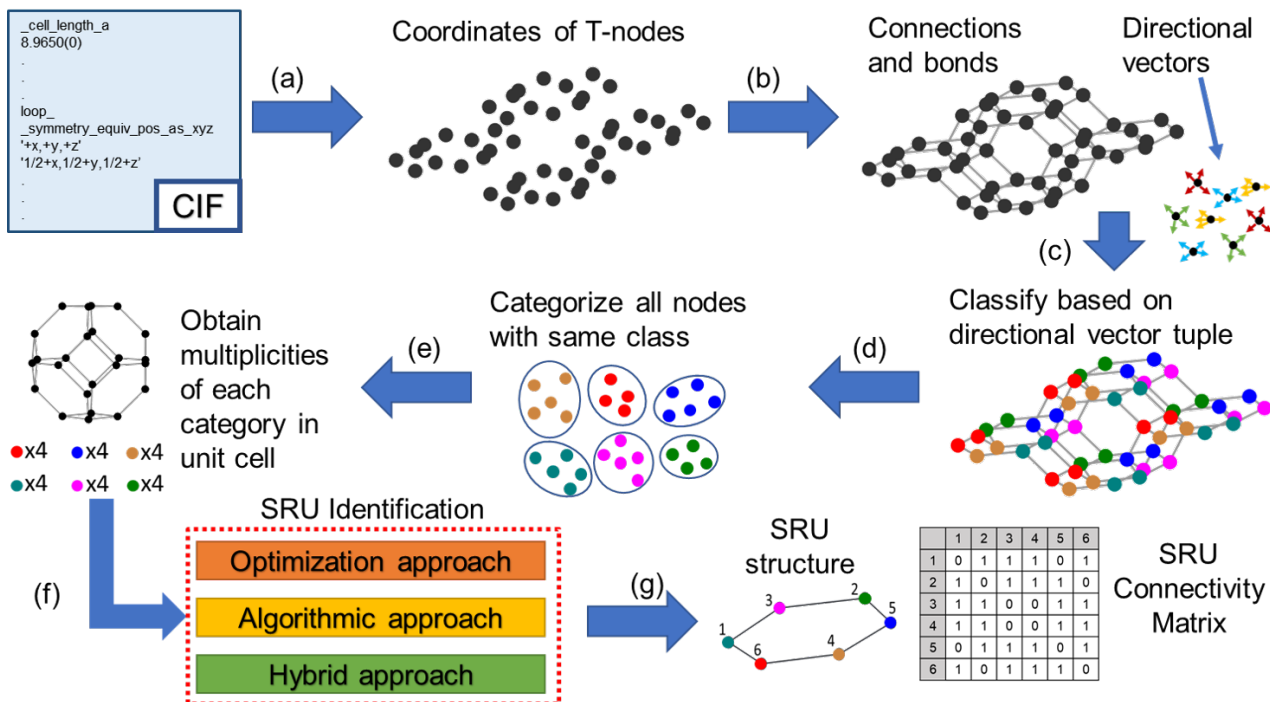 _cell_length_a
8.9650(0)
.
.
.
loop_
_symmetry_equiv_pos_as_xyz
'+x,+y,+z'
'1/2+x,1/2+y,1/2+z'
.
.
.
CIF
(a)
Coordinates of T-nodes
(b)
Connections
and bonds
Directional
vectors
(c)
Classify based on
directional vector tuple
(d)
Categorize all nodes
with same class
(e)
Obtain
multiplicities
of each
category in
unit cell
x4 x4 x4
x4 x4 x4
(f)
SRU Identification
Optimization approach
Algorithmic approach
Hybrid approach
(g)
SRU
structure
1
2
3
4
5
6
1 2 3 4 5 6
1 0 1 1 1 0 1
2 1 0 1 1 1 0
3 1 1 0 0 1 1
4 1 1 0 0 1 1
5 0 1 1 1 0 1
6 1 0 1 1 1 0
SRU
Connectivity
Matrix